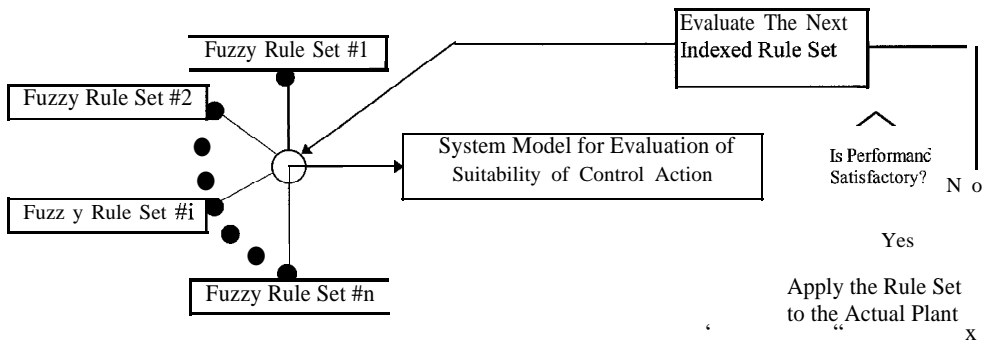 Fuzzy Rule Set #1
Fuzzy Rule Set #2
Fuzz y Rule Set #i
Fuzzy Rule Set #n
System Model for Evaluation of
Suitability of Control Action
Evaluate The Next
Indexed Rule Set
Is Performanc
Satisfactory?
N o
Yes
Apply the Rule Set
to the Actual Plant
‘ “ x